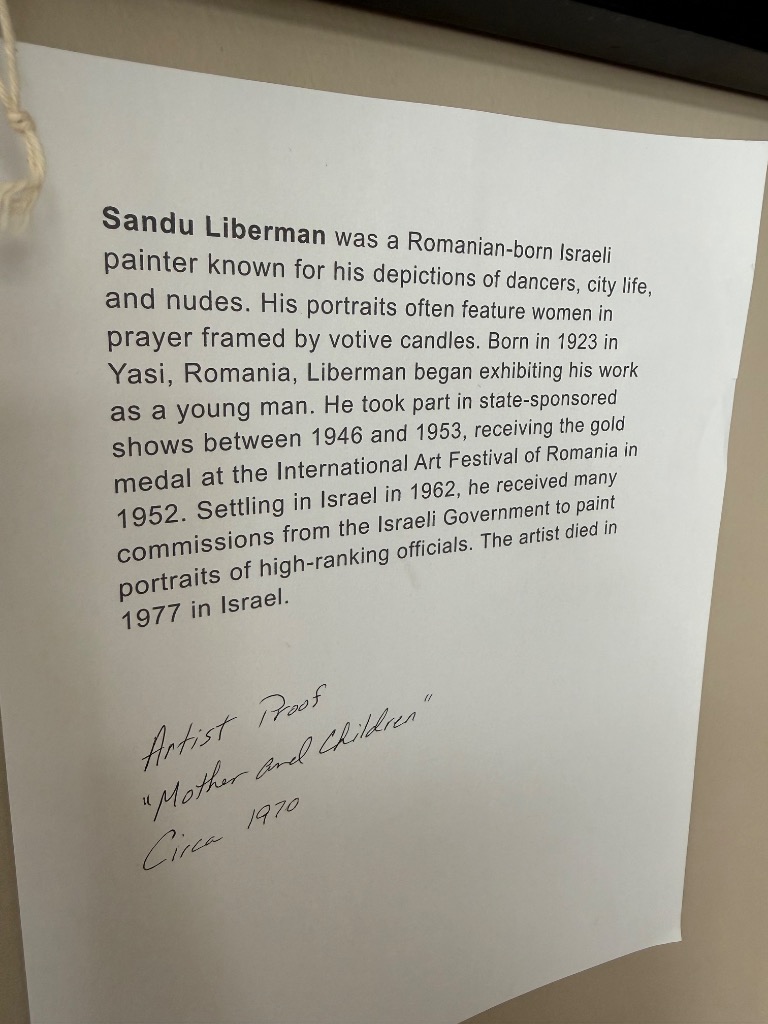 Sandu Liberman was a Romanian-born Israeli
painter known for his depictions of dancers, city life,
and nudes. His portraits often feature women in
prayer framed by votive candles. Born in 1923 in
Yasi, Romania, Liberman began exhibiting his work
as a young man. He took part in state-sponsored
shows between 1946 and 1953, receiving the gold
medal at the International Art Festival of Romania in
1952. Settling in Israel in 1962, he received many
commissions from the Israeli Government to paint
portraits of high-ranking officials. The artist died in
1977 in Israel.
Artist Proof
"Mother and Children"
Circa 1970